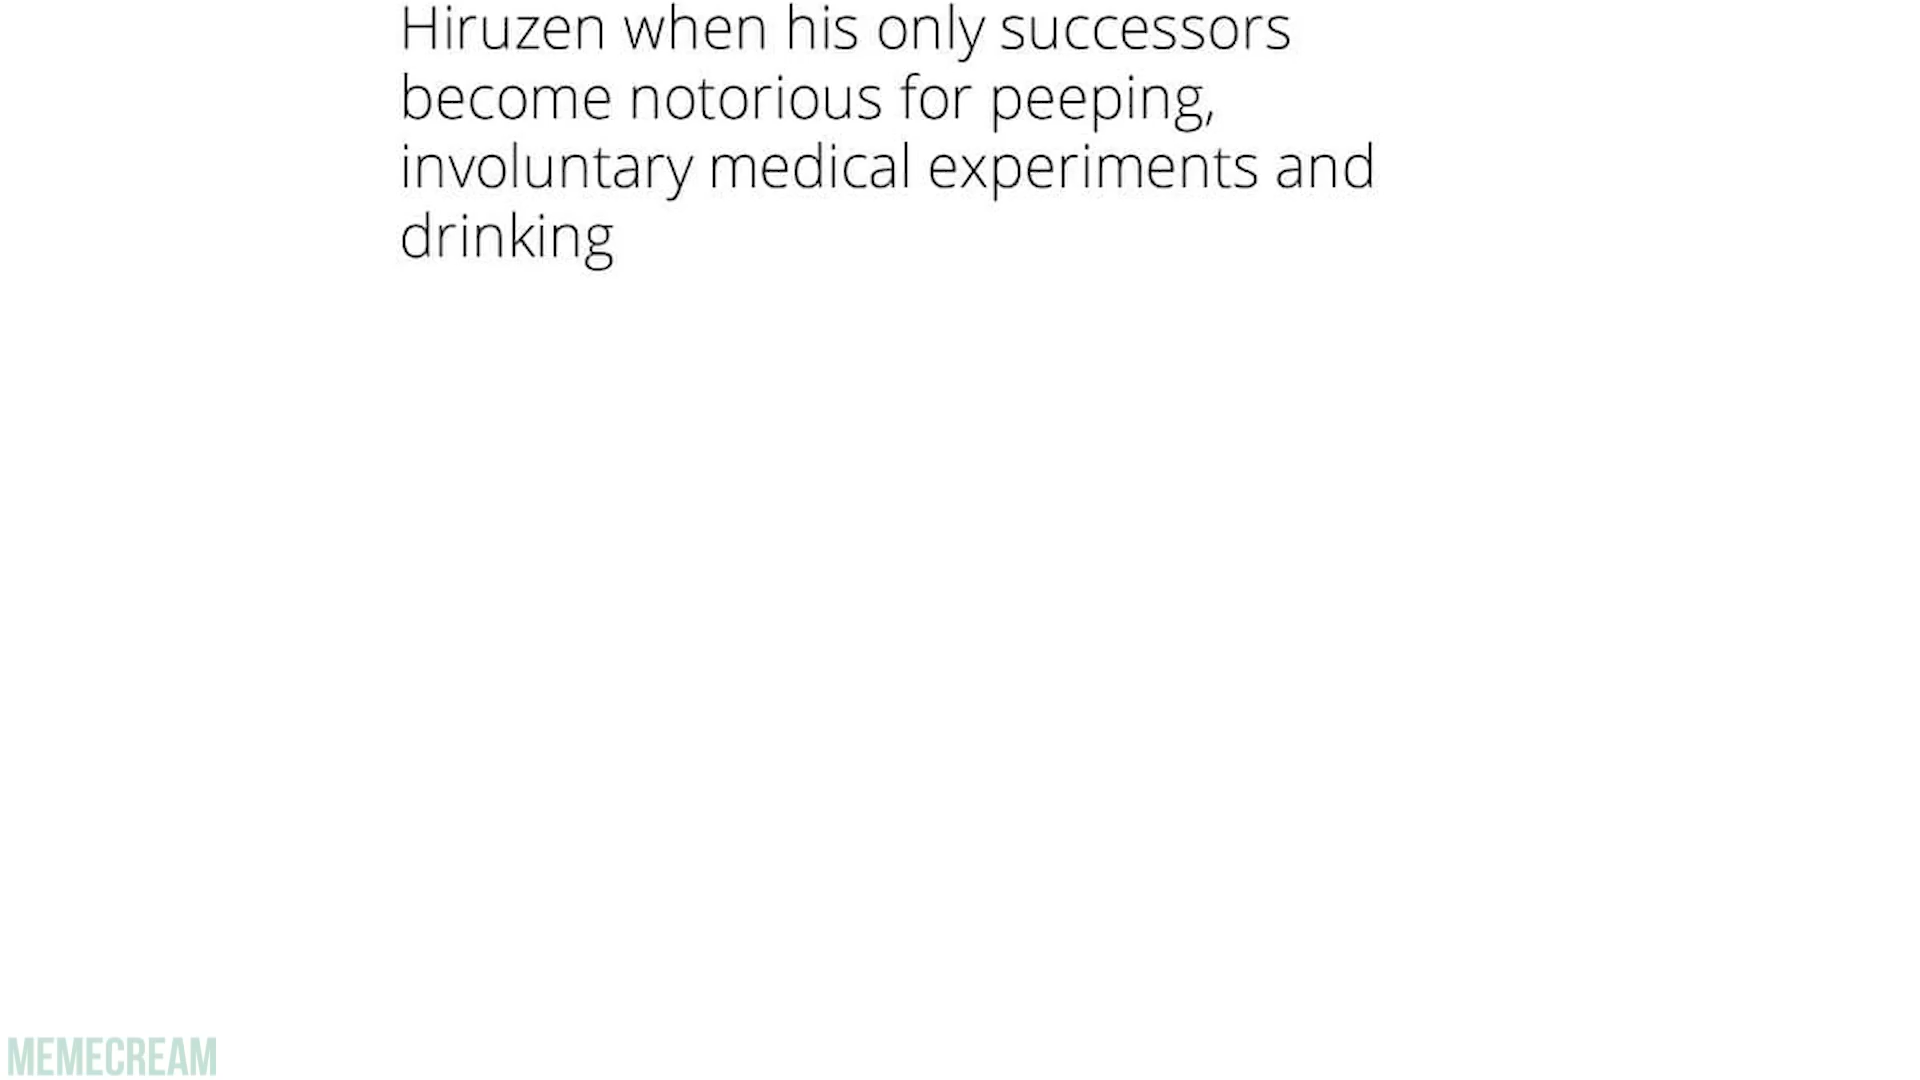 Hiruzen when his only successors
become notorious for peeping,
involuntary medical experiments and
drinking
MEMECREAM